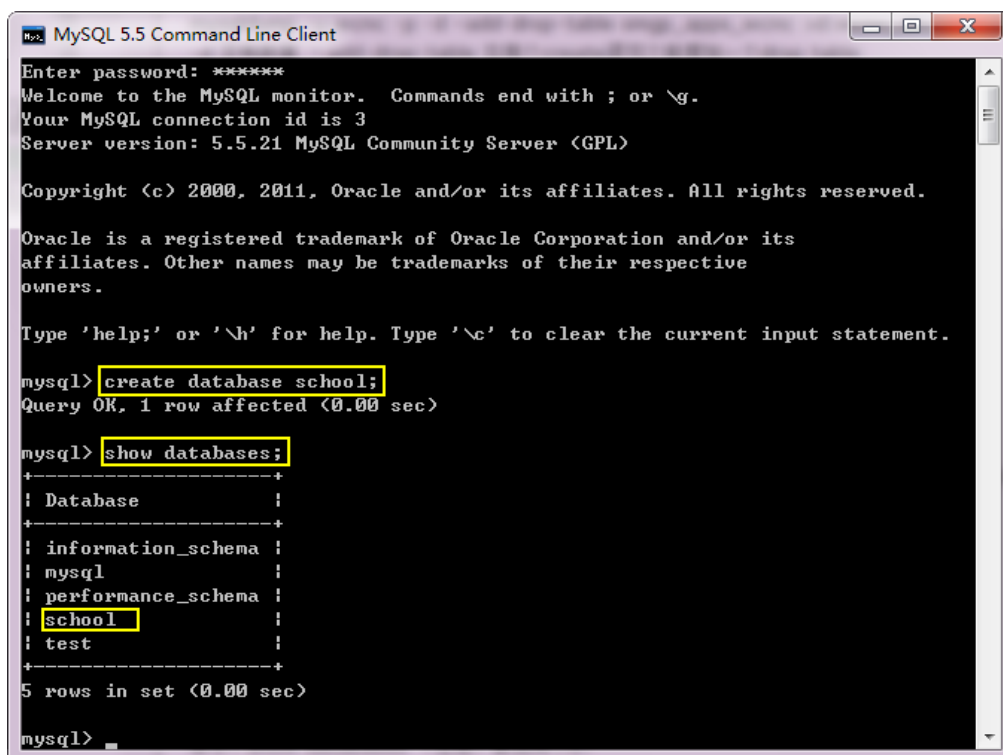 MySQL 5.5 Command Line Client
Enter password: ******
Welcome to the MySQL monitor.  Commands end with ; or \g.
Your MySQL connection id is 3
Server version: 5.5.21 MySQL Community Server (GPL)
Copyright (c) 2000, 2011, Oracle and/or its affiliates. All rights reserved.
Oracle is a registered trademark of Oracle Corporation and/or its
affiliates. Other names may be trademarks of their respective
owners.
Type 'help;' or '\h' for help. Type '\c' to clear the current input statement.
mysql> create database school;
Query OK, 1 row affected (0.00 sec)
mysql> show databases;
+--------------------+
| Database           |
+--------------------+
| information_schema |
| mysql              |
| performance_schema |
| school             |
| test               |
+--------------------+
5 rows in set (0.00 sec)
mysql> _